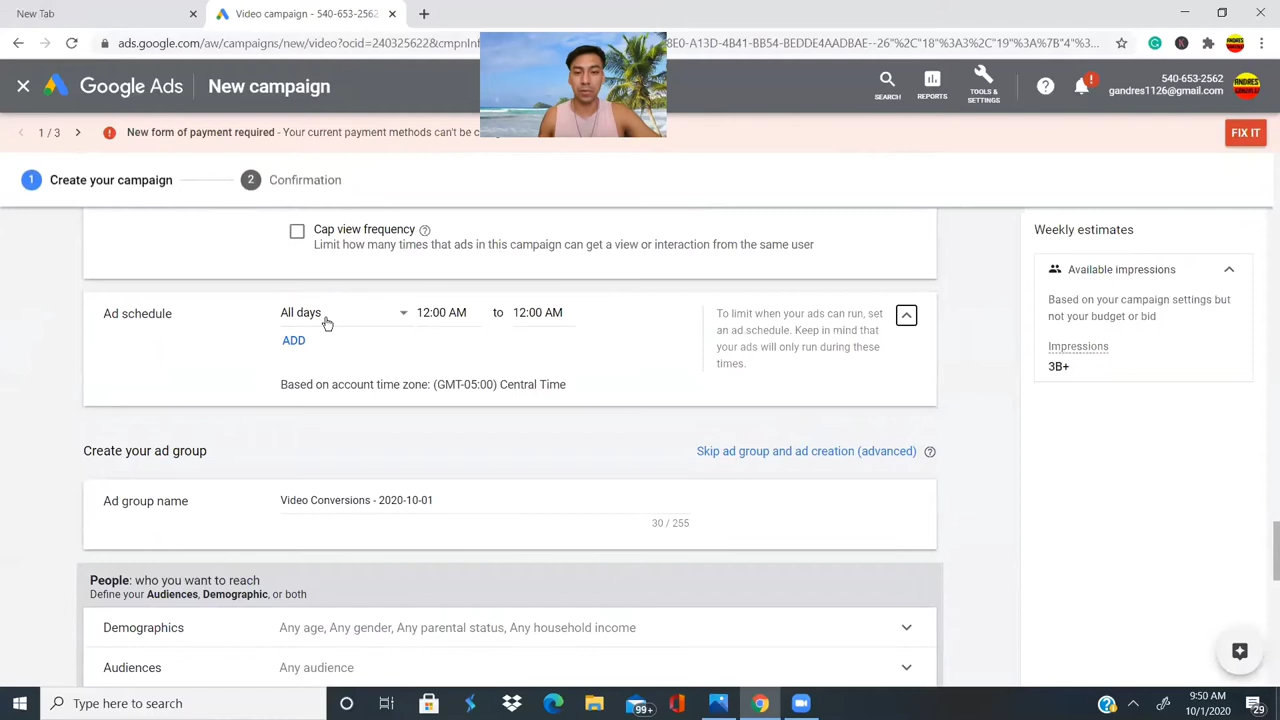 New Tab
Video campaign - 540-653-2562
ads.google.com/aw/campaigns/new/video?ocid=240325622&cmpnInf
8E0-A13D-4B41-BB54-BEDDE4AADBAE--26"%2C"18"%3A3%2C"19"%3A%7B"4"%3...
Google Ads
New campaign
SEARCH
REPORTS
TOOLS &
SETTINGS
540-653-2562
gandres1126@gmail.com
1 / 3
New form of payment required - Your current payment methods can't be c
FIX IT
1
Create your campaign
2
Confirmation
Cap view frequency
Limit how many times that ads in this campaign can get a view or interaction from the same user
Weekly estimates
Available impressions
Based on your campaign settings but
not your budget or bid
Impressions
3B+
Ad schedule
All days
12:00 AM
to
12:00 AM
ADD
Based on account time zone: (GMT-05:00) Central Time
To limit when your ads can run, set
an ad schedule. Keep in mind that
your ads will only run during these
times.
Create your ad group
Skip ad group and ad creation (advanced)
Ad group name
Video Conversions - 2020-10-01
30 / 255
People: who you want to reach
Define your Audiences, Demographic, or both
Demographics
Any age, Any gender, Any parental status, Any household income
Audiences
Any audience
Type here to search
99+
9:50 AM
10/1/2020
29